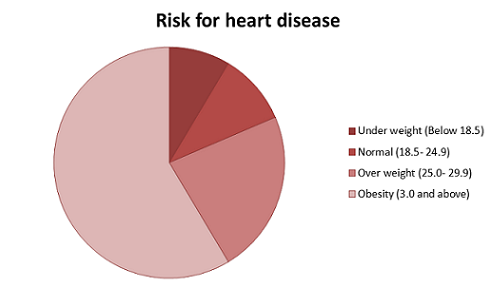 Risk for heart disease
Under weight (Below 18.5)
Normal (18.5- 24.9)
Over weight (25.0- 29.9)
Obesity (3.0 and above)